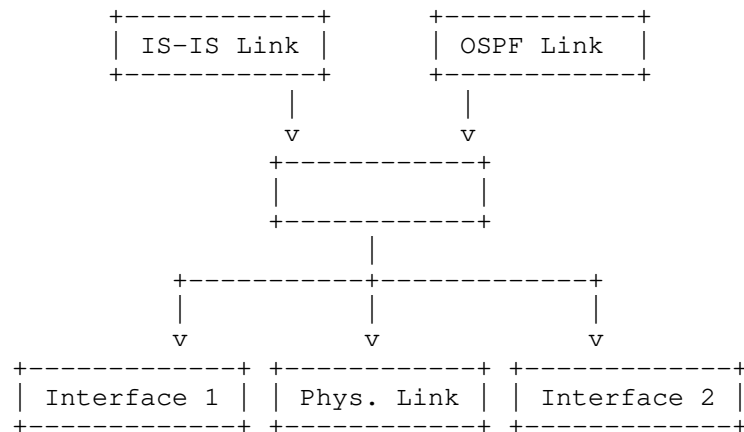 IS-IS Link OSPF Link
Interface 1 Phys. Link Interface 2